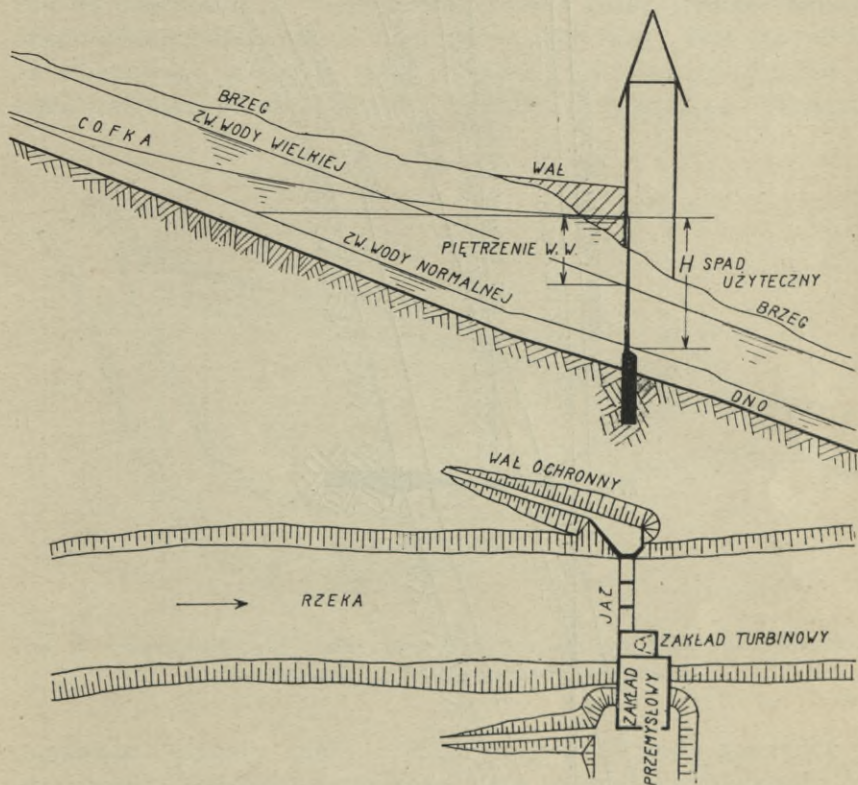 BRZEG
ZW. WODY WIELKIEJ
COFKA
WAŁ
PIĘTRZENIE W.W.
H SPAD
UŻYTECZNY
ZW. WODY NORMALNEJ
BRZEG
DNO
WAŁ OCHRONNY
RZEKA
JAZ
ZAKŁAD TURBINOWY
ZAKŁAD
PRZEMYSŁOWY